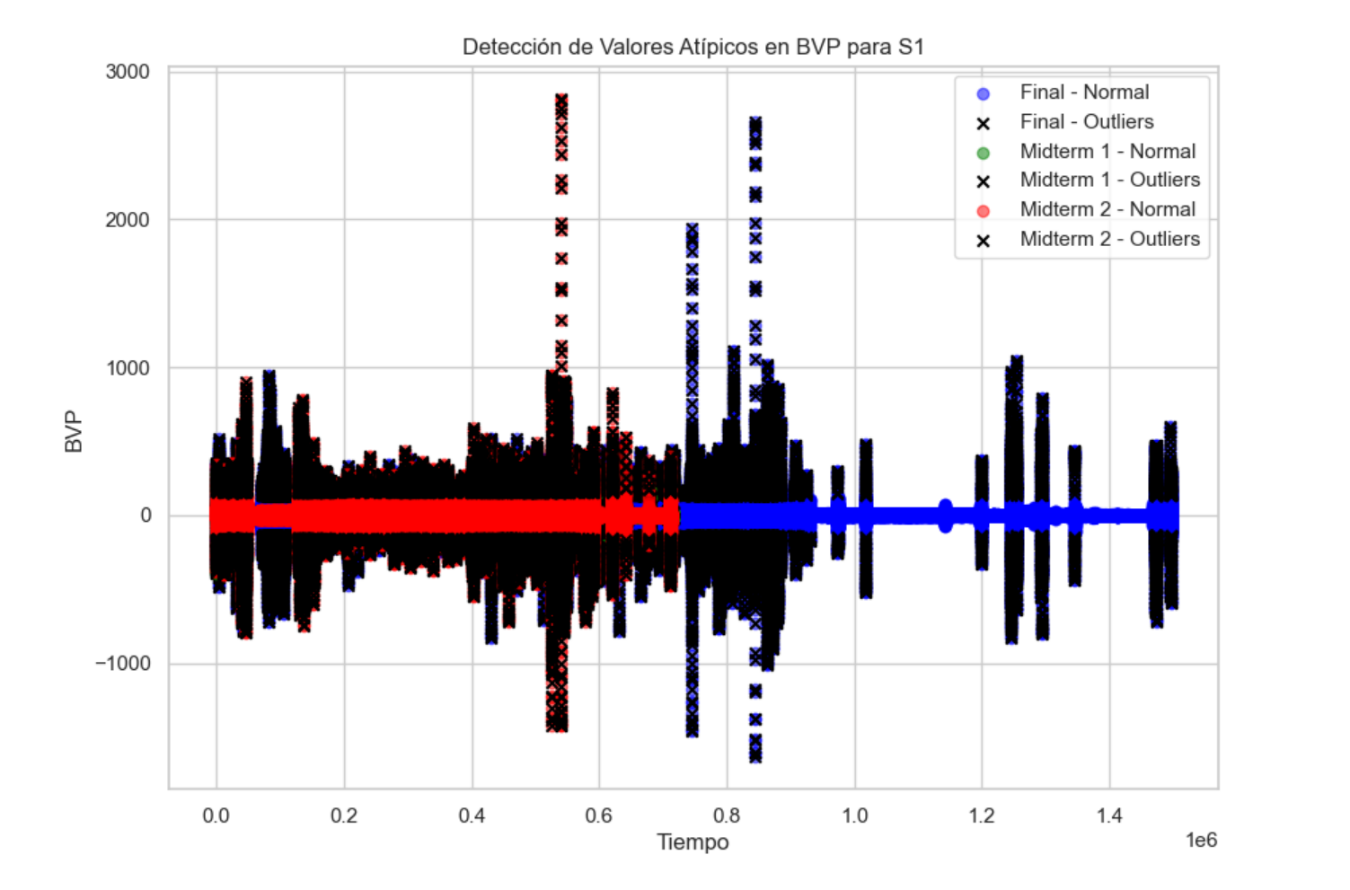 Detección de Valores Atípicos en BVP para S1
3000
2000
1000
0
−1000
BVP
Final - Normal
Final - Outliers
Midterm 1 - Normal
Midterm 1 - Outliers
Midterm 2 - Normal
Midterm 2 - Outliers
0.0 0.2 0.4 0.6 0.8 1.0 1.2 1.4
Tiempo
1e6